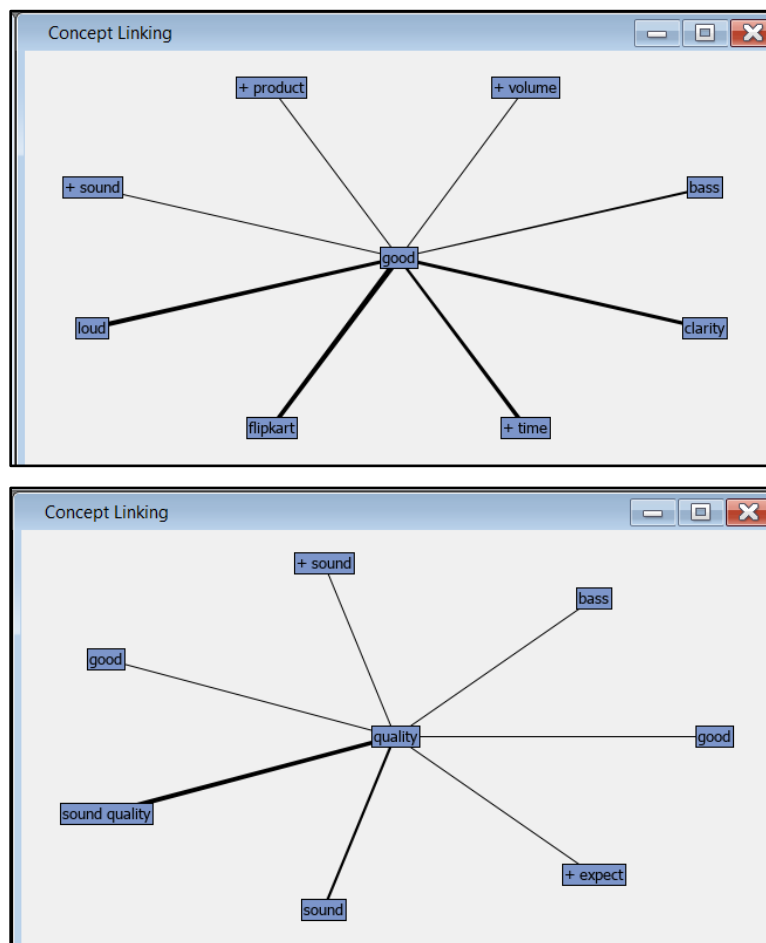 Concept Linking
+ product
+ volume
+ sound
bass
good
loud
clarity
flipkart
+ time
Concept Linking
+ sound
bass
good
quality
good
sound quality
+ expect
sound